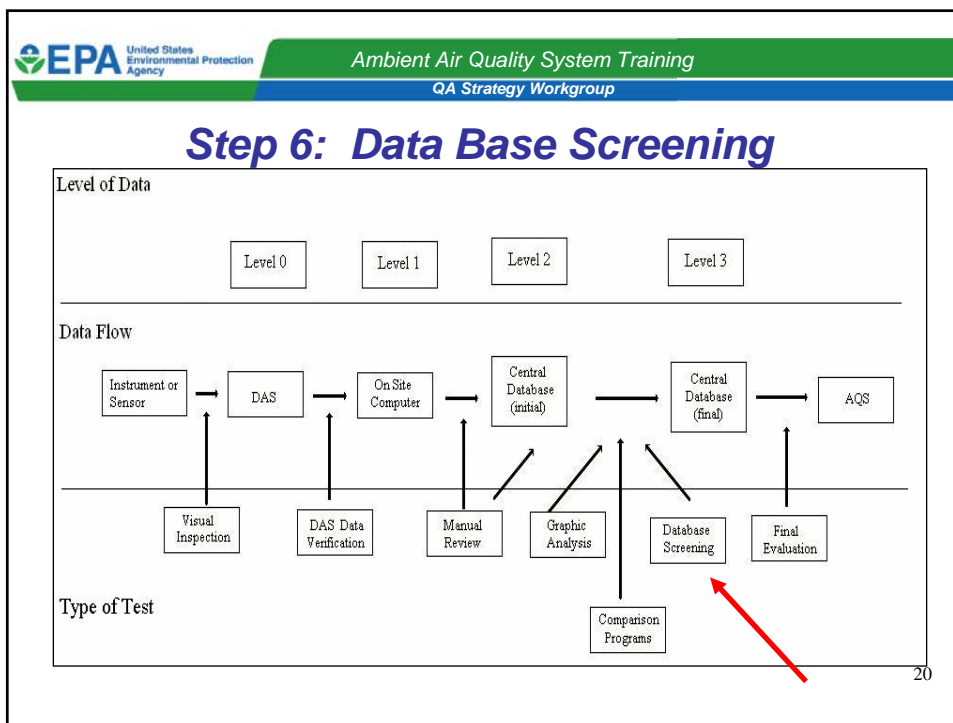 EPA United States
Environmental Protection
Agency
Ambient Air Quality System Training
QA Strategy Workgroup
Step 6: Data Base Screening
Level of Data
Level 0
Level 1
Level 2
Level 3
Data Flow
Instrument or
Sensor
DAS
On Site
Computer
Central
Database
(initial)
Central
Database
(final)
AQS
Visual
Inspection
DAS Data
Verification
Manual
Review
Graphic
Analysis
Database
Screening
Final
Evaluation
Type of Test
Comparison
Programs
20